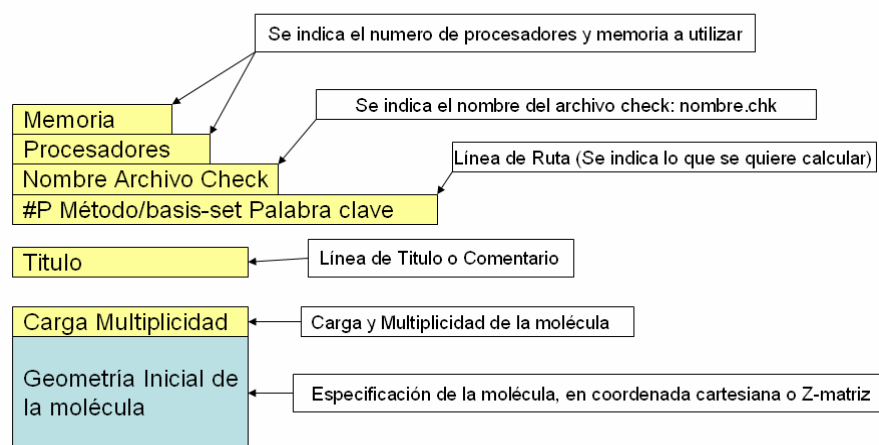 Se indica el numero de procesadores y memoria a utilizar
Se indica el nombre del archivo check: nombre.chk
Memoria
Procesadores
Línea de Ruta (Se indica lo que se quiere calcular)
Nombre Archivo Check
#P Método/basis-set Palabra clave
Titulo
Línea de Titulo o Comentario
Carga Multiplicidad
Carga y Multiplicidad de la molécula
Geometría Inicial de
la molécula
Especificación de la molécula, en coordenada cartesiana o Z-matriz